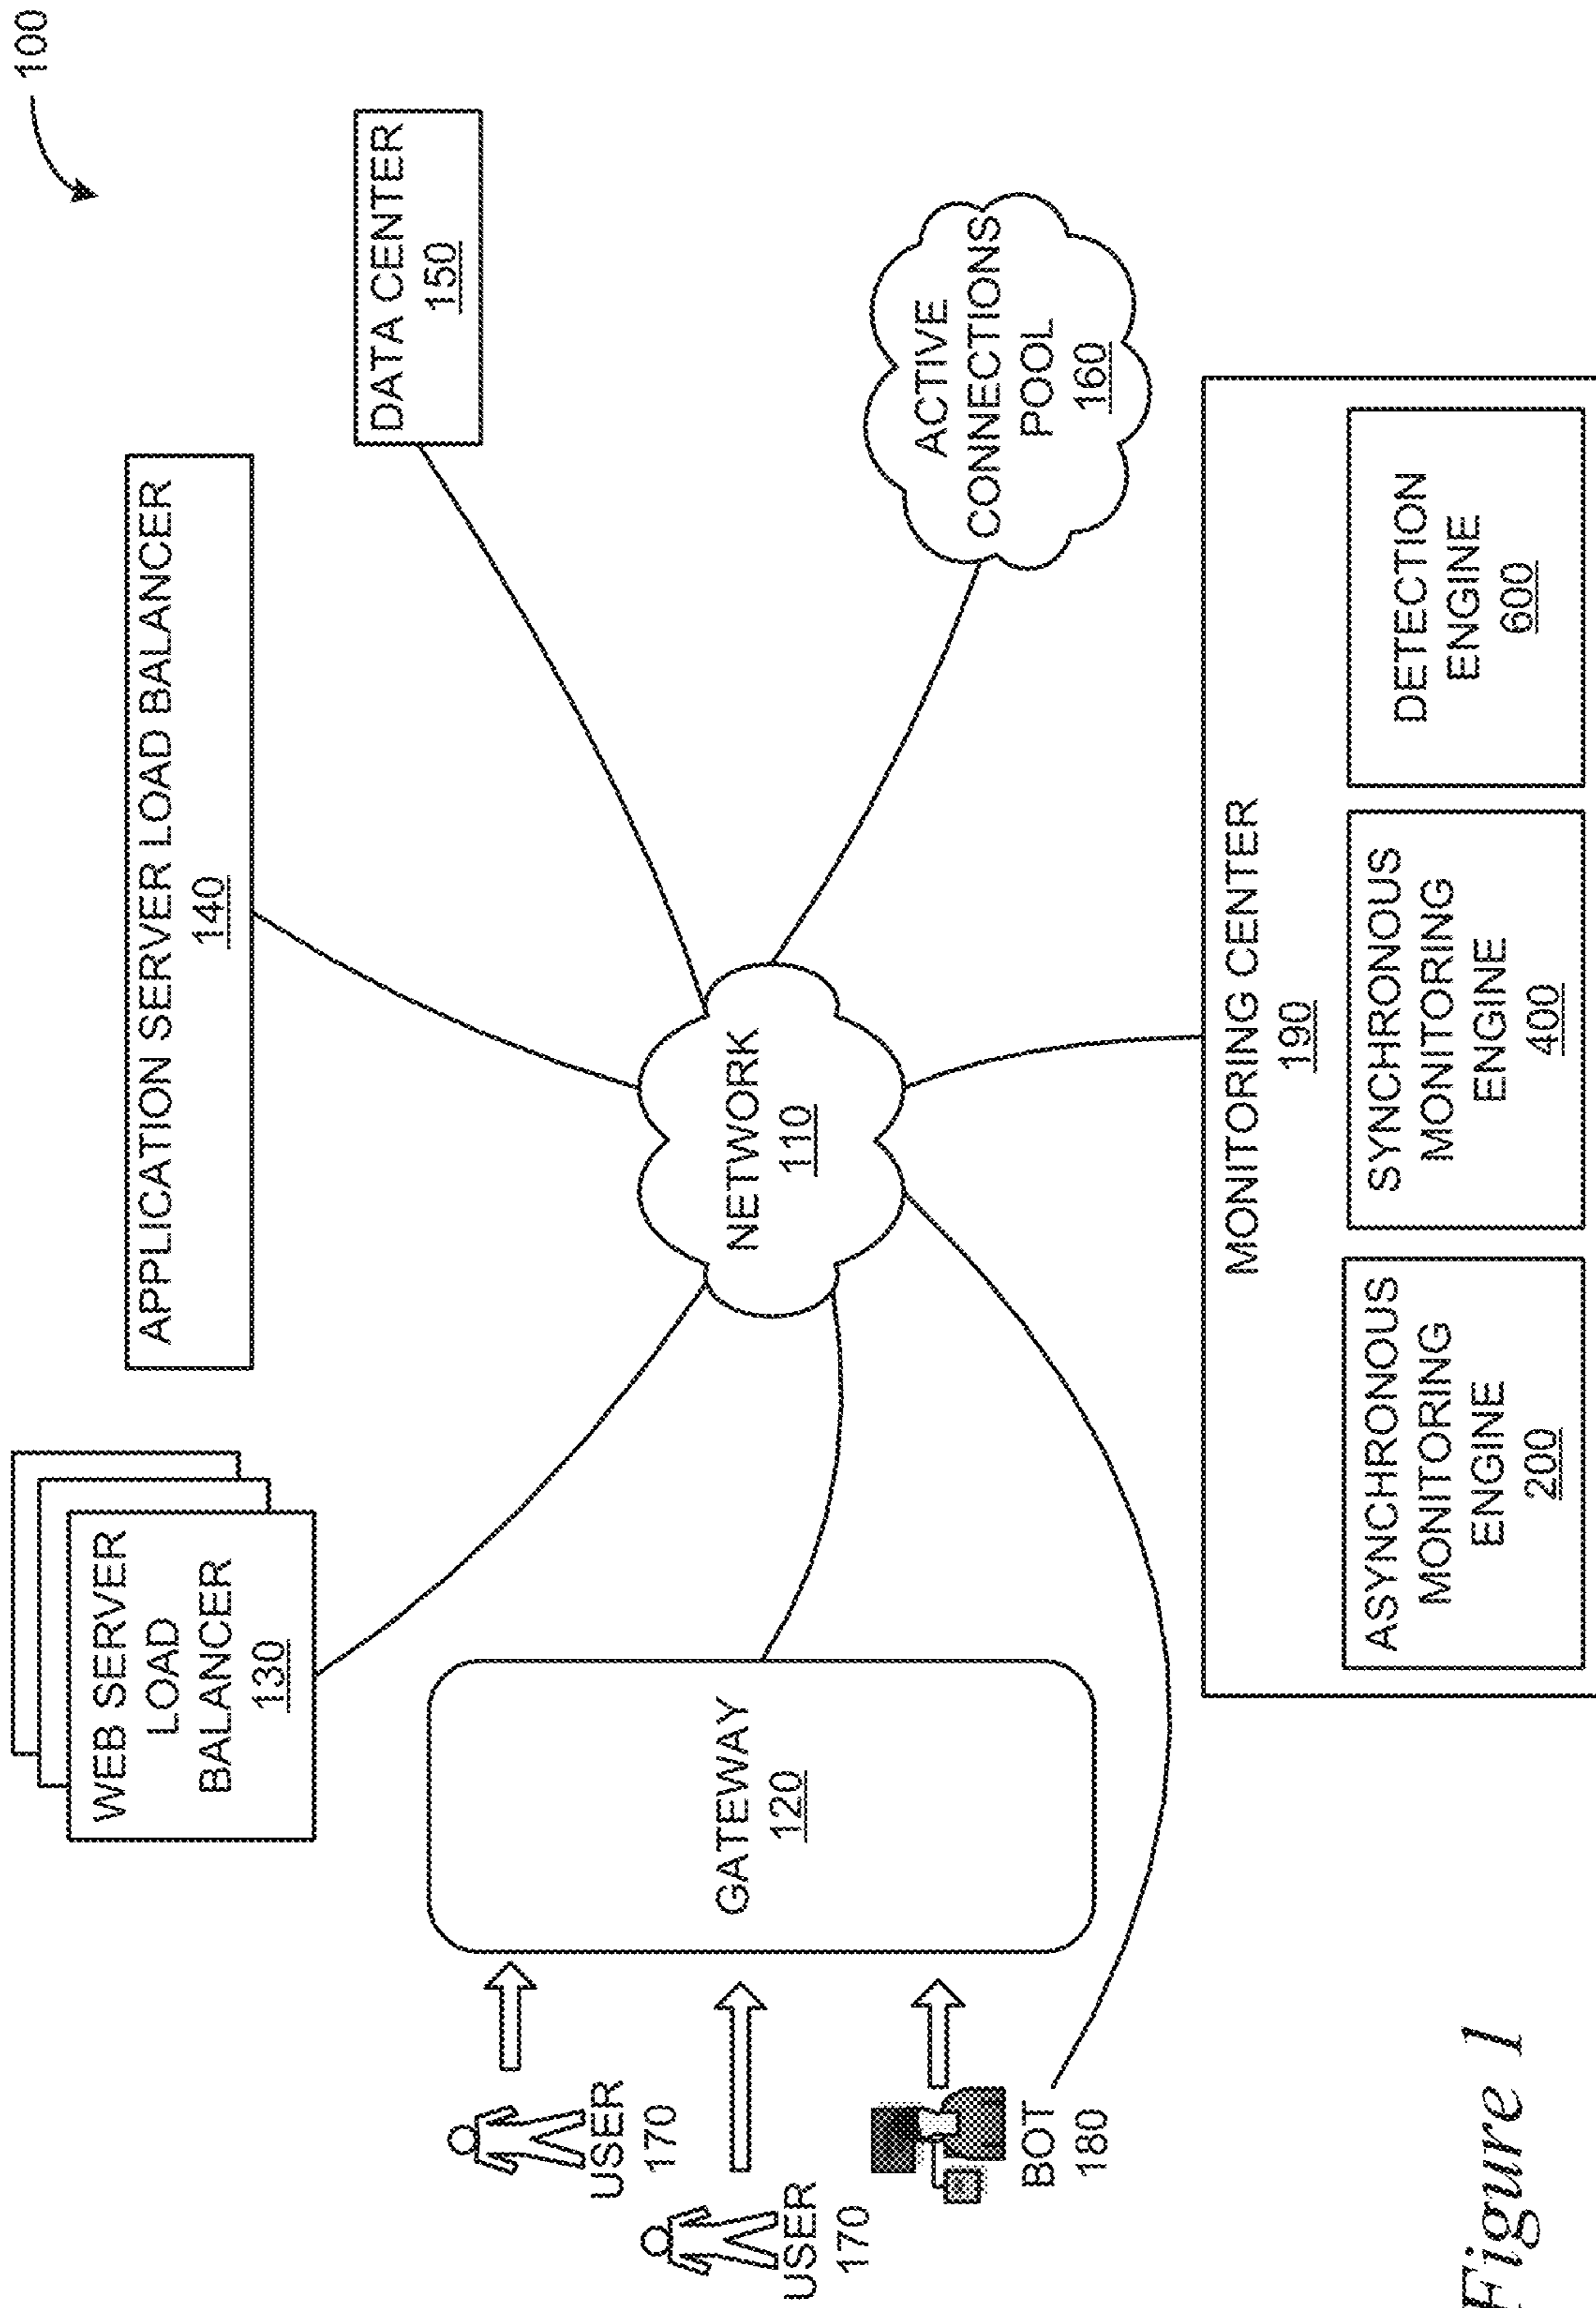 100
WEB SERVER
LOAD
BALANCER
130
APPLICATION SERVER LOAD BALANCER
140
DATA CENTER
150
USER
170
USER
170
BOT
180
GATEWAY
120
NETWORK
110
ACTIVE
CONNECTIONS
POOL
160
MONITORING CENTER
190
ASYNCHRONOUS
MONITORING
ENGINE
200
SYNCHRONOUS
MONITORING
ENGINE
400
DETECTION
ENGINE
600
Figure 1